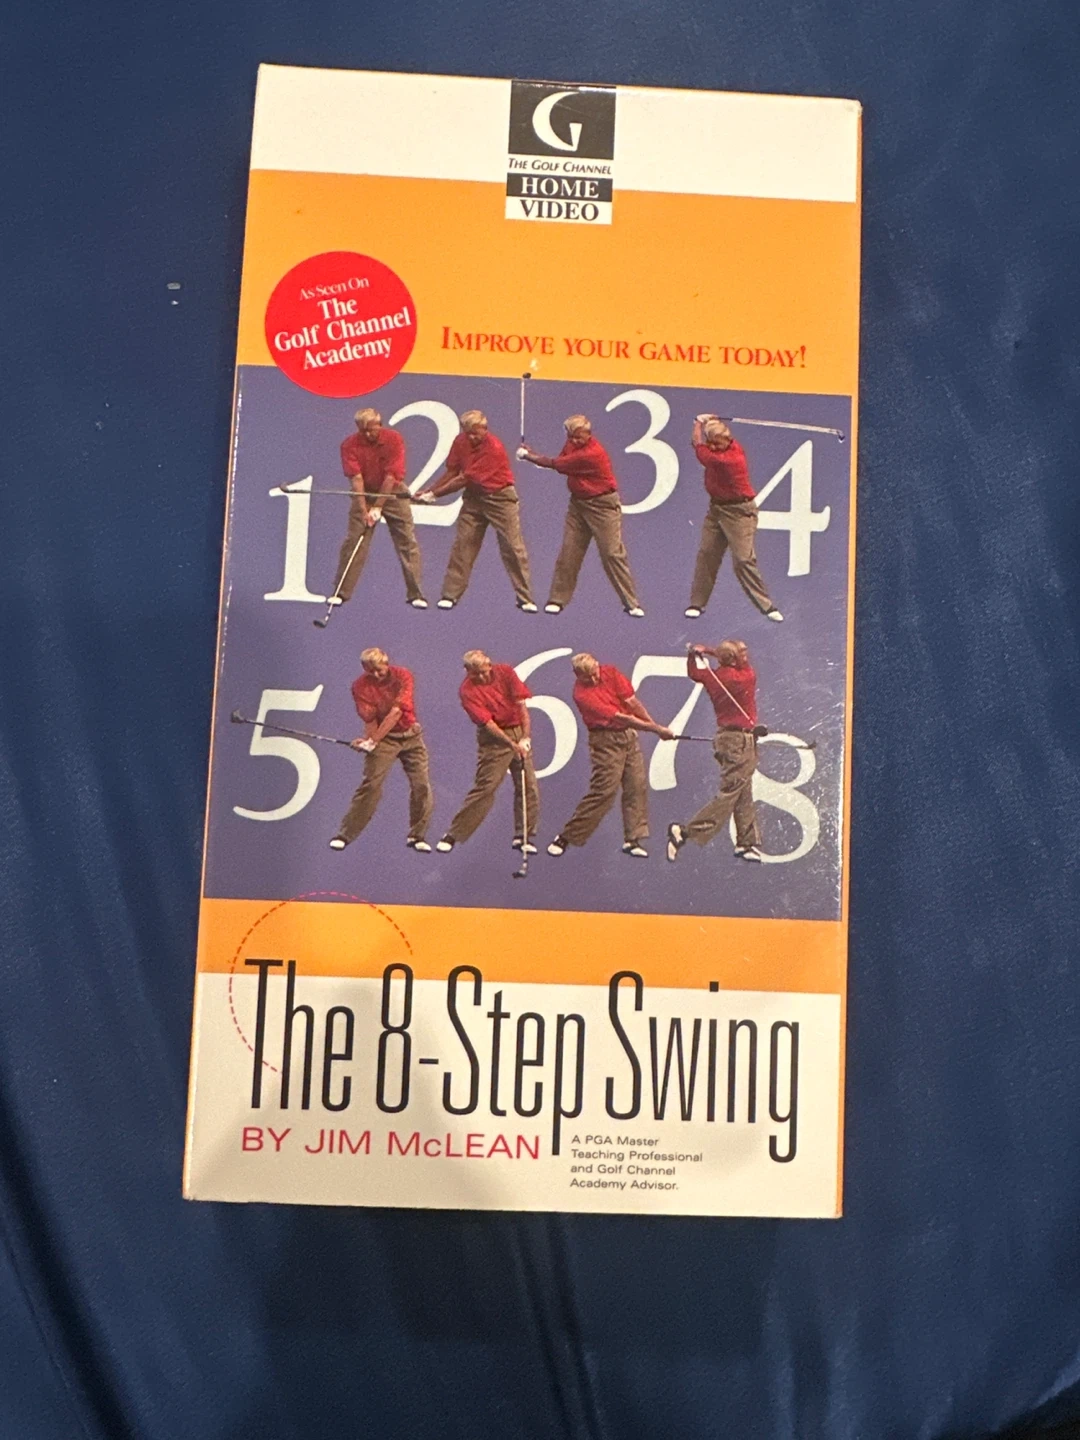 G
THE GOLF CHANNEL
HOME
VIDEO
As Seen On
The
Golf Channel
Academy
IMPROVE YOUR GAME TODAY!
1 2 3 4
5 6 7 8
The 8-Step Swing
BY JIM McLEAN
A PGA Master
Teaching Professional
and Golf Channel
Academy Advisor.